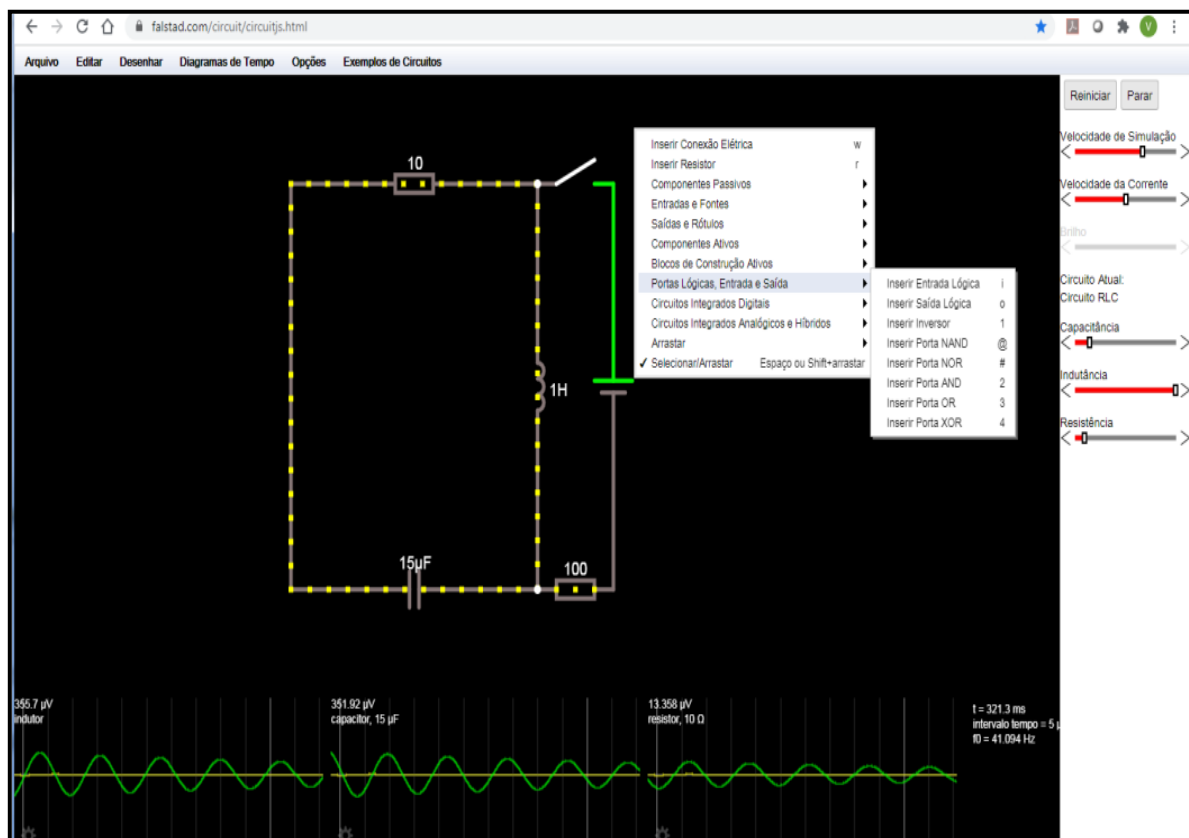 falstad.com/circuit/circuitjs.html
V
Arquivo Editar Desenhar Diagramas de Tempo Opções Exemplos de Circuitos
Reiniciar Parar
Velocidade de Simulação
Velocidade da Corrente
Brilho
Circuito Atual:
Circuito RLC
Capacitância
Indutância
Resistência
10
1H
15μF
100
Inserir Conexão Elétrica w
Inserir Resistor r
Componentes Passivos
Entradas e Fontes
Saídas e Rótulos
Componentes Ativos
Blocos de Construção Ativos
Portas Lógicas, Entrada e Saída
Circuitos Integrados Digitais
Circuitos Integrados Analógicos e Híbridos
Arrastar
✓ Selecionar/Arrastar Espaço ou Shift+arrastar
Inserir Entrada Lógica i
Inserir Saída Lógica o
Inserir Inversor 1
Inserir Porta NAND @
Inserir Porta NOR #
Inserir Porta AND 2
Inserir Porta OR 3
Inserir Porta XOR 4
355.7 μV
indutor
351.92 μV
capacitor, 15 μF
13.358 μV
resistor, 10 Ω
t = 321.3 ms
intervalo tempo = 5
f0 = 41.094 Hz